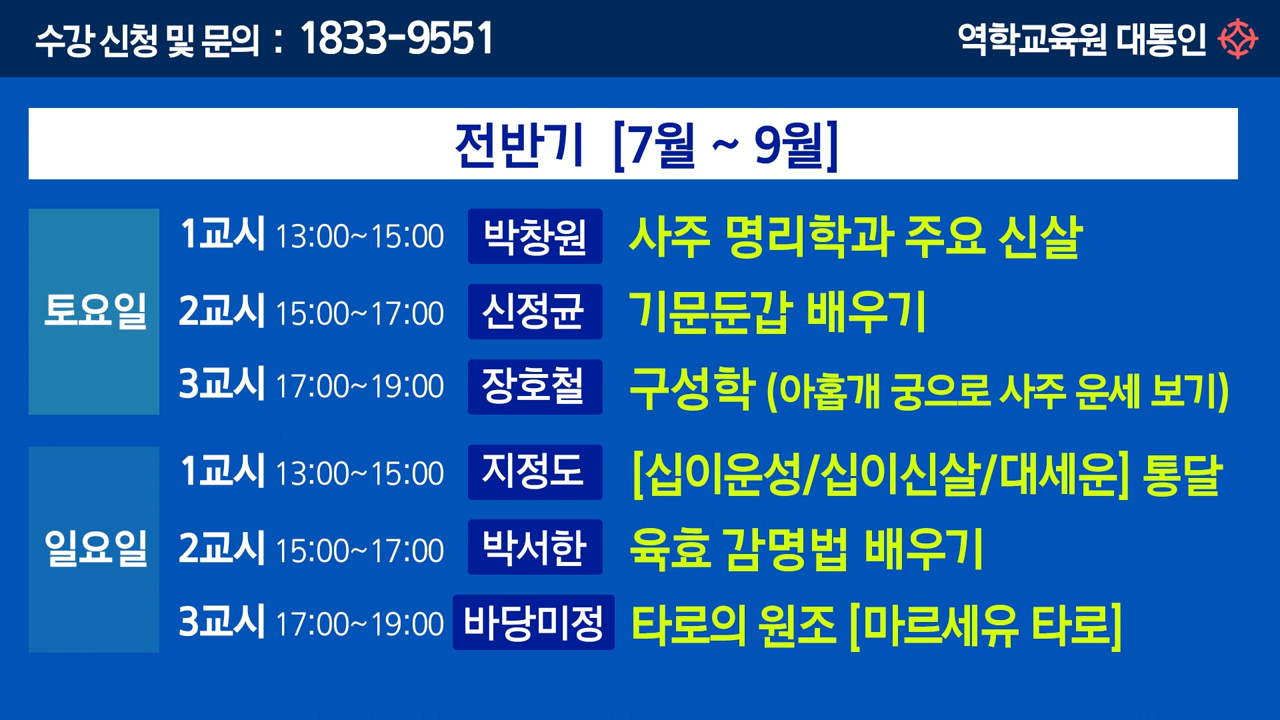 수강 신청 및 문의 : 1833-9551
역학교육원 대통인
전반기 [7월 ~ 9월]
토요일
1교시 13:00~15:00 박창원 사주 명리학과 주요 신살
2교시 15:00~17:00 신정균 기문둔갑 배우기
3교시 17:00~19:00 장호철 구성학 (아홉개 궁으로 사주 운세 보기)
일요일
1교시 13:00~15:00 지정도 [십이운성/십이신살/대세운] 통달
2교시 15:00~17:00 박서한 육효 감명법 배우기
3교시 17:00~19:00 바당미정 타로의 원조 [마르세유 타로]